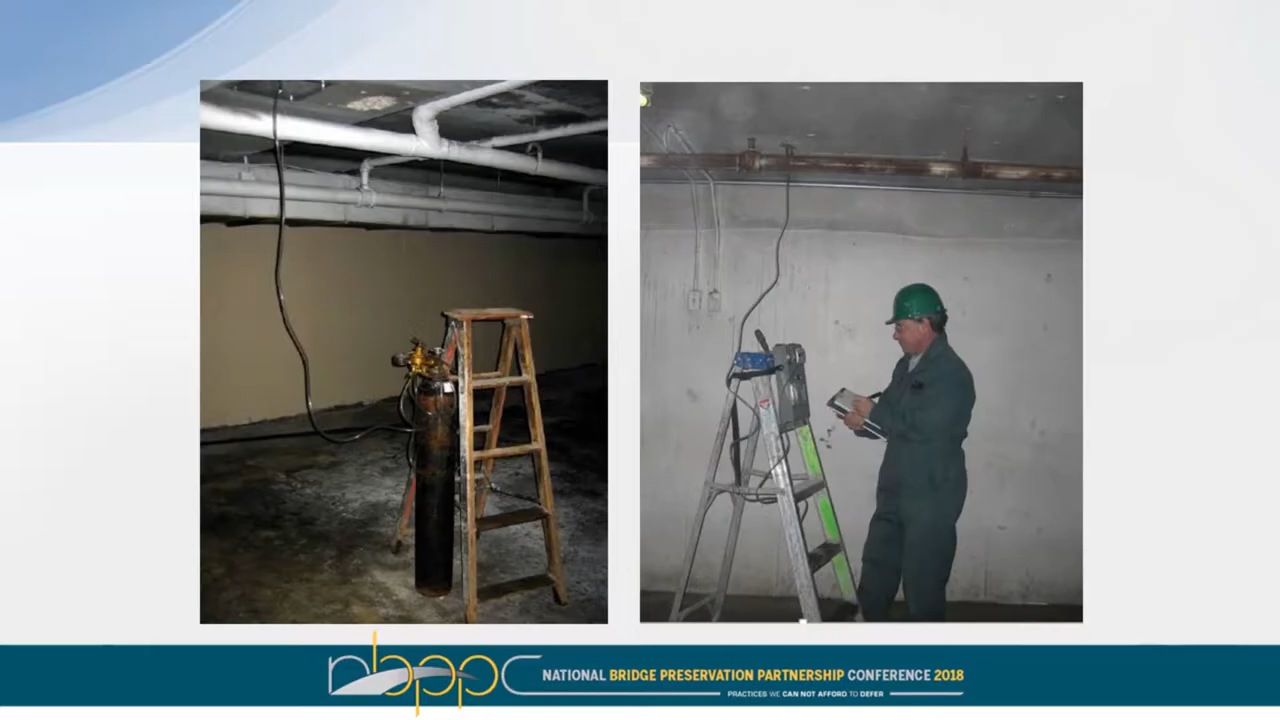 nbppc NATIONAL BRIDGE PRESERVATION PARTNERSHIP CONFERENCE 2018
PRACTICES WE CAN NOT AFFORD TO DEFER